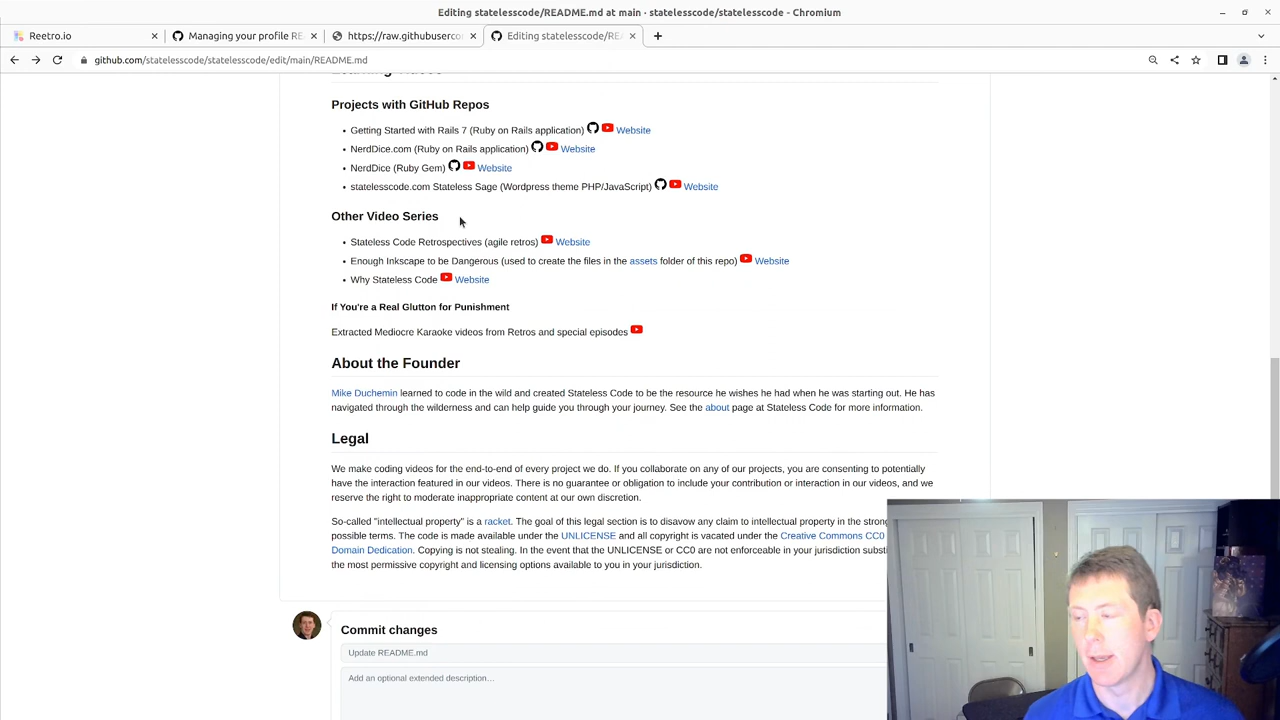 Editing statelesscode/README.md at main · statelesscode/statelesscode - Chromium
Reetro.io
Managing your profile RE
https://raw.githubuserco
Editing statelesscode/RE
github.com/statelesscode/statelesscode/edit/main/README.md
Projects with GitHub Repos
• Getting Started with Rails 7 (Ruby on Rails application) Website
• NerdDice.com (Ruby on Rails application) Website
• NerdDice (Ruby Gem) Website
• statelesscode.com Stateless Sage (Wordpress theme PHP/JavaScript) Website
Other Video Series
• Stateless Code Retrospectives (agile retros) Website
• Enough Inkscape to be Dangerous (used to create the files in the assets folder of this repo) Website
• Why Stateless Code Website
If You're a Real Glutton for Punishment
Extracted Mediocre Karaoke videos from Retros and special episodes
About the Founder
Mike Duchemin learned to code in the wild and created Stateless Code to be the resource he wishes he had when he was starting out. He has
navigated through the wilderness and can help guide you through your journey. See the about page at Stateless Code for more information.
Legal
We make coding videos for the end-to-end of every project we do. If you collaborate on any of our projects, you are consenting to potentially
have the interaction featured in our videos. There is no guarantee or obligation to include your contribution or interaction in our videos, and we
reserve the right to moderate inappropriate content at our own discretion.
So-called "intellectual property" is a racket. The goal of this legal section is to disavow any claim to intellectual property in the strong
possible terms. The code is made available under the UNLICENSE and all copyright is vacated under the Creative Commons CC0
Domain Dedication. Copying is not stealing. In the event that the UNLICENSE or CC0 are not enforceable in your jurisdiction substi
the most permissive copyright and licensing options available to you in your jurisdiction.
Commit changes
Update README.md
Add an optional extended description…